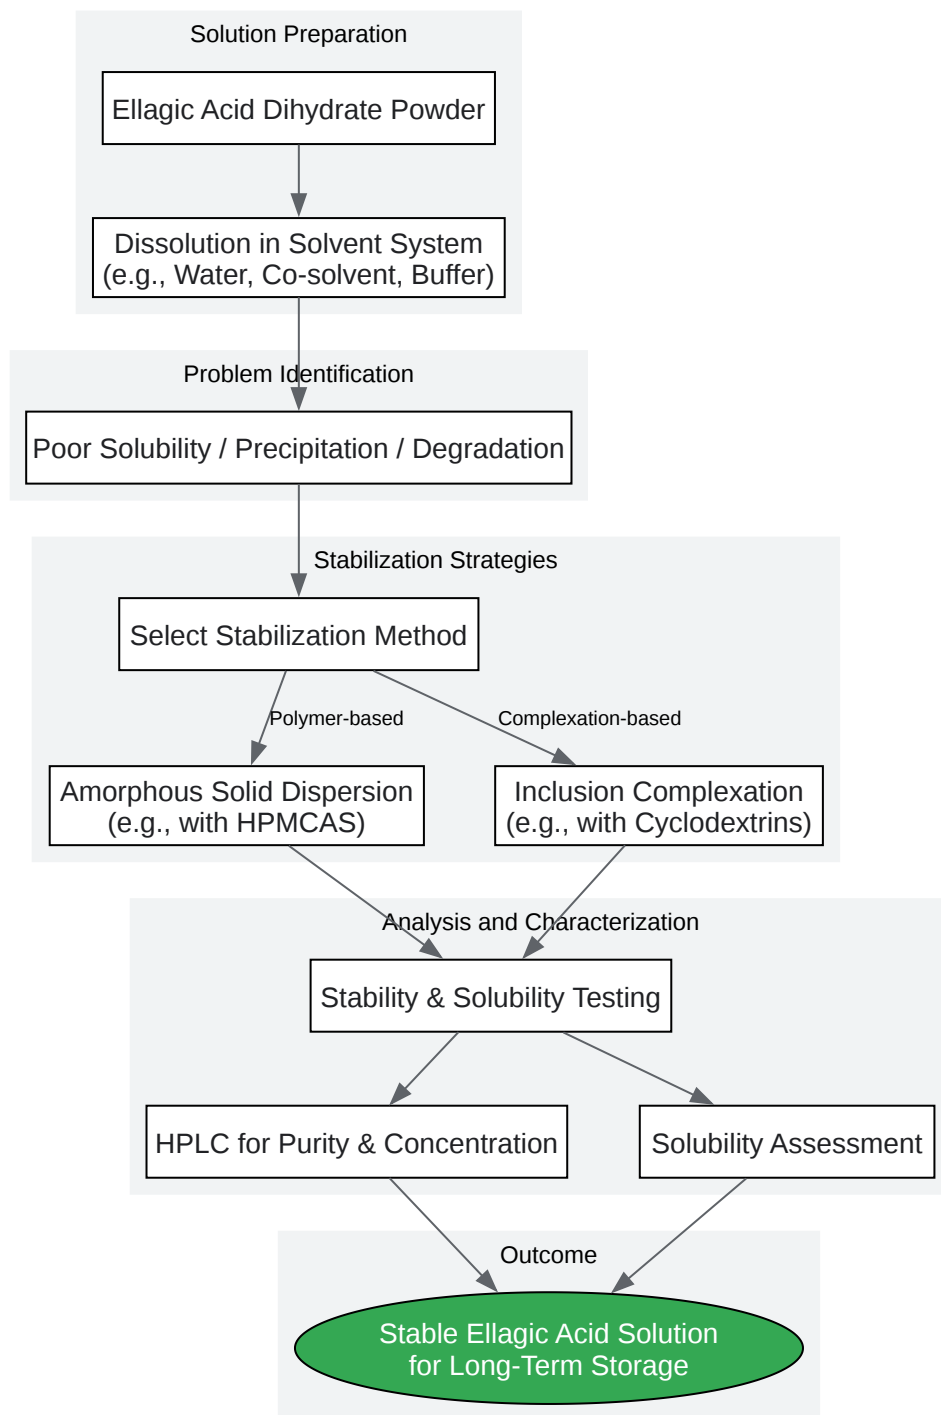 Solution Preparation
Ellagic Acid Dihydrate Powder
Dissolution in Solvent System
(e.g., Water, Co-solvent, Buffer)
Problem Identification
Poor Solubility / Precipitation / Degradation
Stabilization Strategies
Select Stabilization Method
Polymer-based
Complexation-based
Amorphous Solid Dispersion
(e.g., with HPMCAS)
Inclusion Complexation
(e.g., with Cyclodextrins)
Analysis and Characterization
Stability & Solubility Testing
HPLC for Purity & Concentration
Solubility Assessment
Outcome
Stable Ellagic Acid Solution
for Long-Term Storage